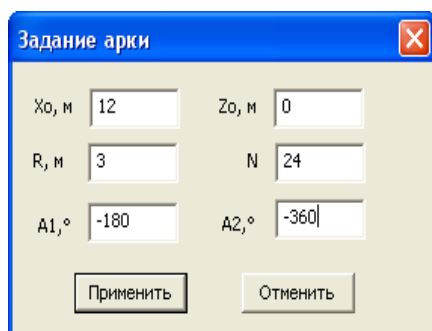 Задание арки
Xo, м 12 Zo, м 0
R, м 3 N 24
A1,° -180 A2,° -360
Применить Отменить